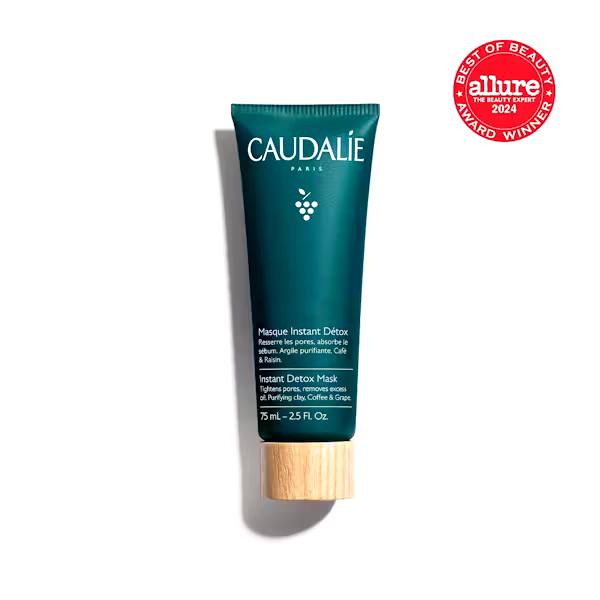 BEST OF BEAUTY
allure
THE BEAUTY EXPERT
2024
AWARD WINNER
CAUDALÍE
PARIS
Masque Instant Détox
Resserre les pores, absorbe le
sébum. Argile purifiante, Café
& Raisin.
Instant Detox Mask
Tightens pores, removes excess
oil. Purifying clay, Coffee & Grape.
75 mL – 2.5 Fl. Oz.